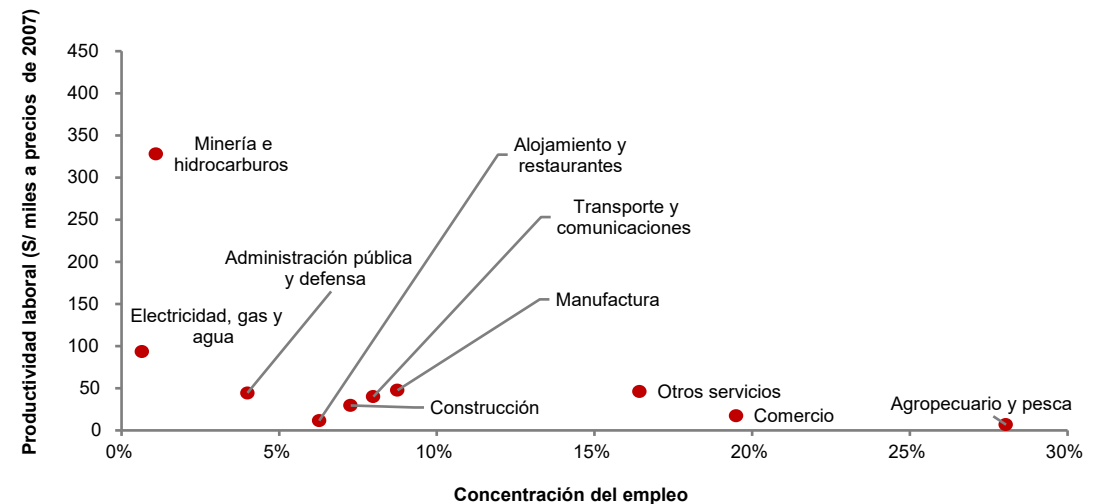 Productividad laboral (S/ miles a precios de 2007)
450
400
350
300
250
200
150
100
50
0
Minería e
hidrocarburos
Alojamiento y
restaurantes
Transporte y
comunicaciones
Administración pública
y defensa
Manufactura
Electricidad, gas y
agua
Construcción
Otros servicios
Comercio
Agropecuario y pesca
0%
5%
10%
15%
20%
25%
30%
Concentración del empleo